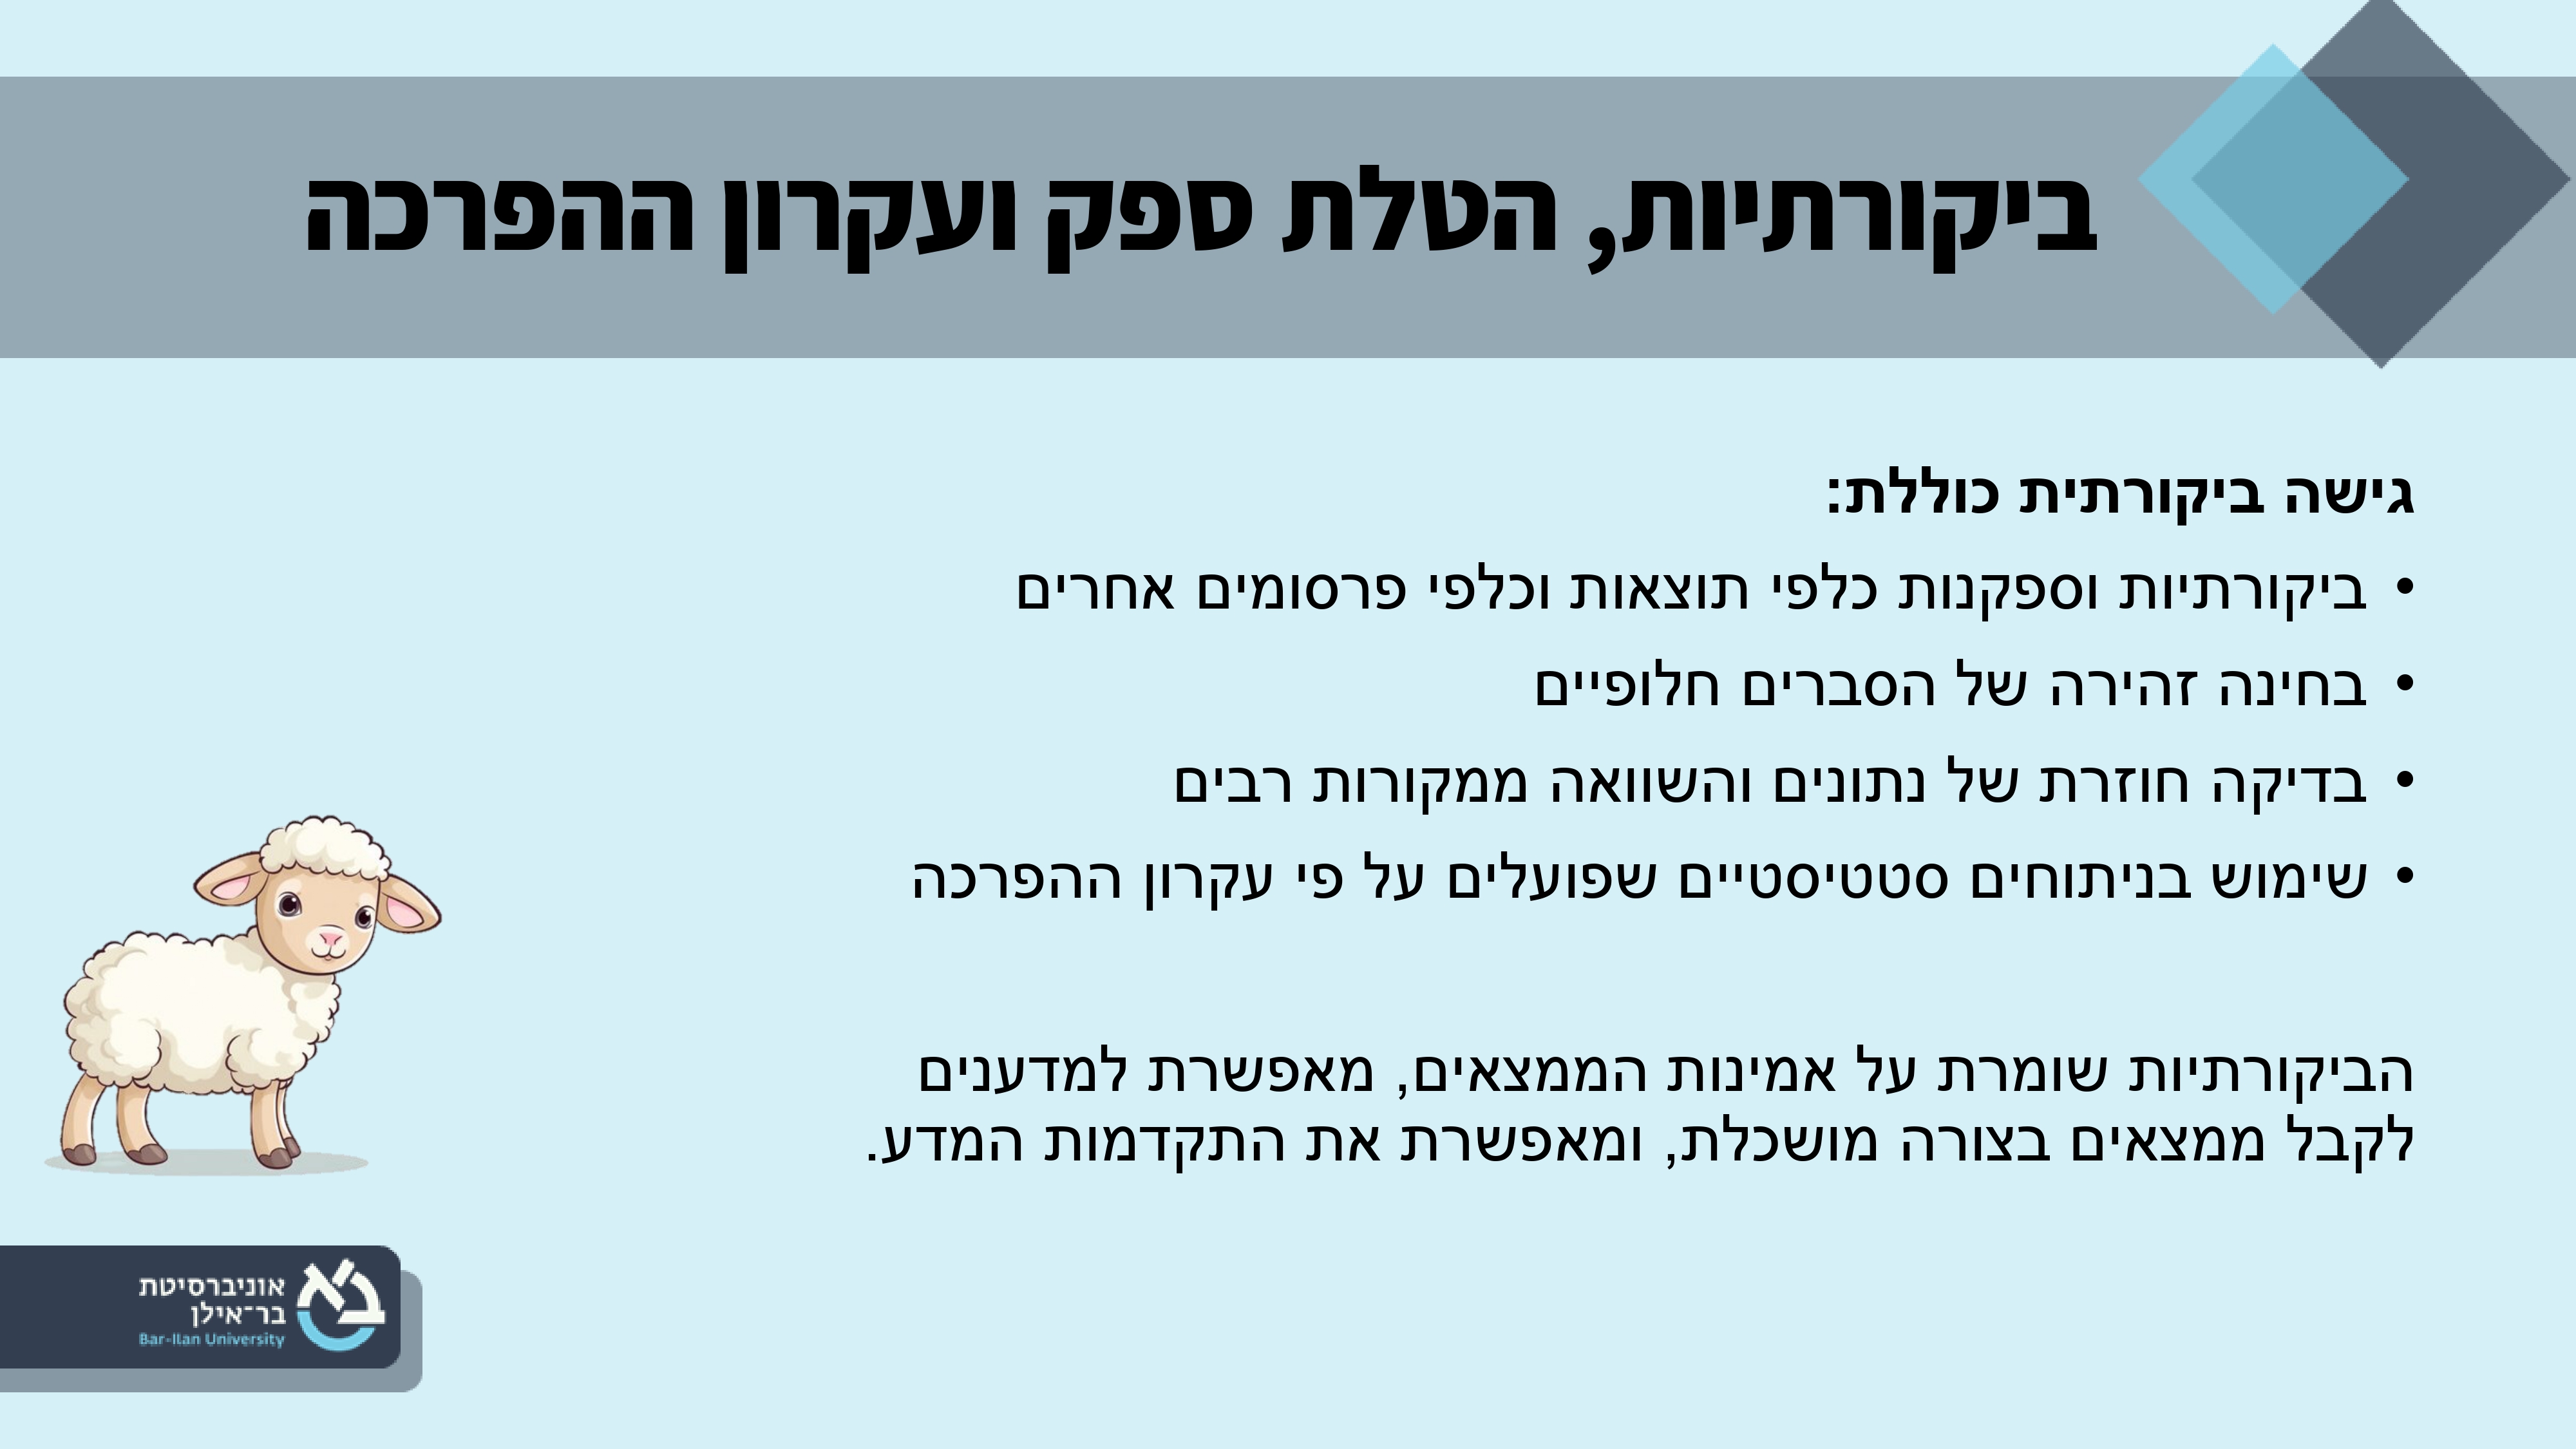 ביקורתיות, הטלת ספק ועקרון ההפרכה
גישה ביקורתית כוללת:
• ביקורתיות וספקנות כלפי תוצאות וכלפי פרסומים אחרים
• בחינה זהירה של הסברים חלופיים
• בדיקה חוזרת של נתונים והשוואה ממקורות רבים
• שימוש בניתוחים סטטיסטיים שפועלים על פי עקרון ההפרכה
הביקורתיות שומרת על אמינות הממצאים, מאפשרת למדענים
לקבל ממצאים בצורה מושכלת, ומאפשרת את התקדמות המדע.
אוניברסיטת
בר־אילן
Bar-Ilan University